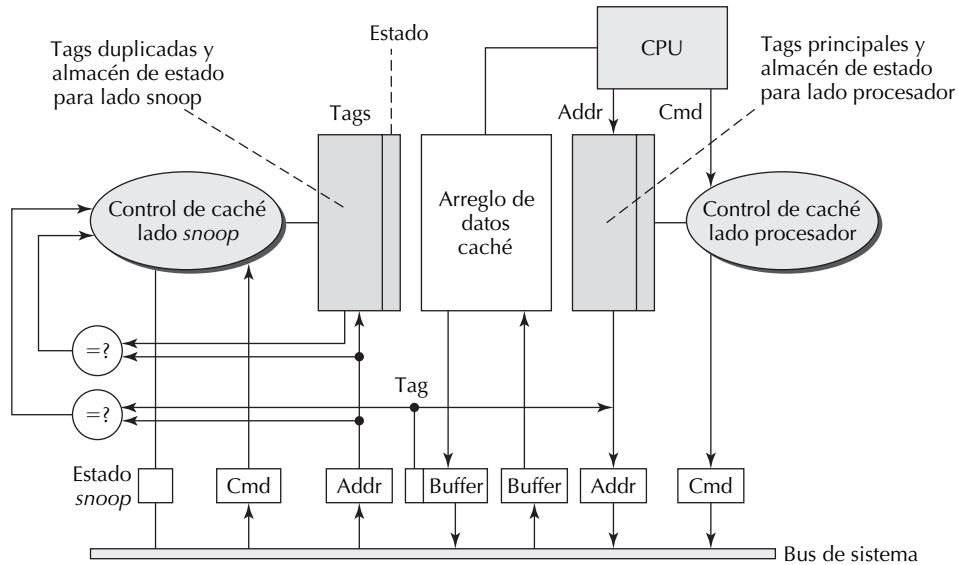 Tags duplicadas y
almacén de estado
para lado snoop
Estado
Tags
CPU
Addr
Cmd
Tags principales y
almacén de estado
para lado procesador
Control de caché
lado snoop
Arreglo de
datos
caché
Control de caché
lado procesador
=?
=?
Tag
Estado
snoop
Cmd
Addr
Buffer
Buffer
Addr
Cmd
Bus de sistema